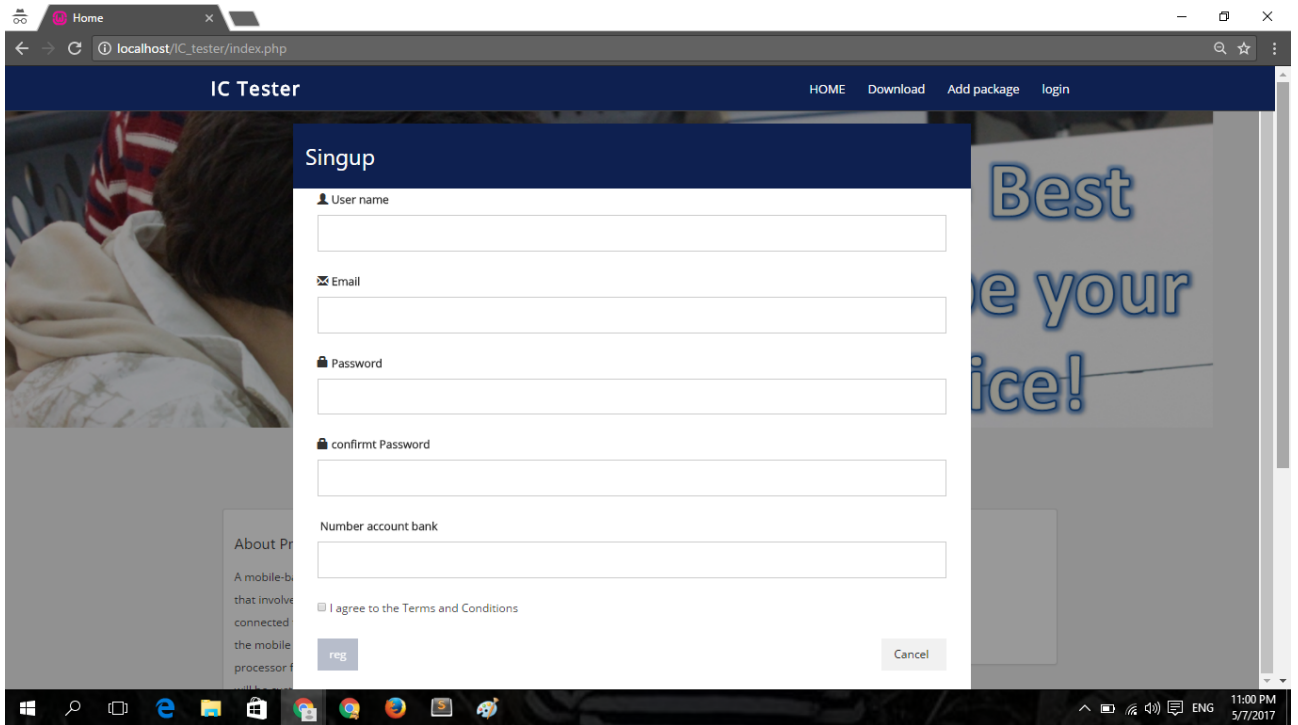 Home
localhost/IC_tester/index.php
IC Tester
HOME Download Add package login
Singup
User name
Email
Password
confirmt Password
Number account bank
I agree to the Terms and Conditions
reg Cancel
Best
your
ice!
About Pr
A mobile-ba
that involve
connected
the mobile
processor f
ENG 11:00 PM
5/7/2017